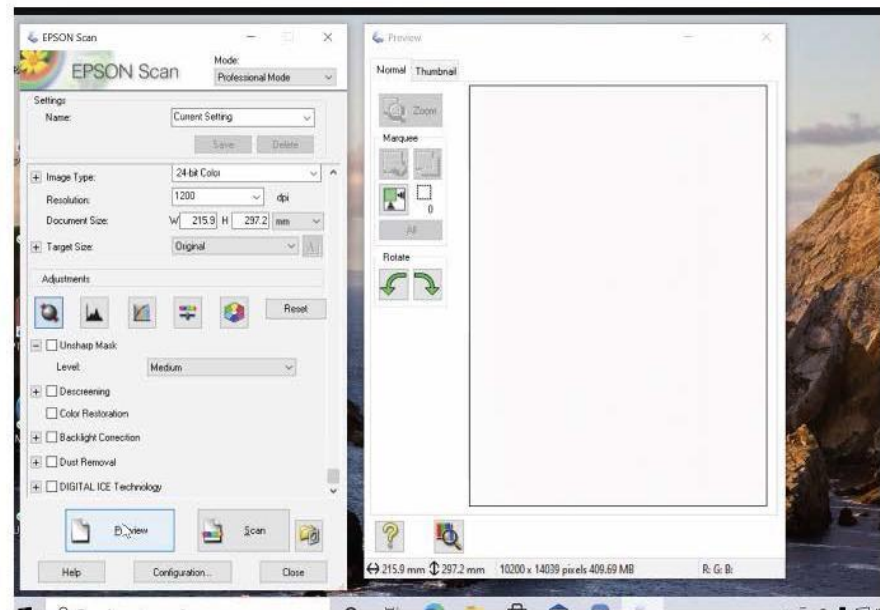 EPSON Scan
EPSON Scan
Mode:
Professional Mode
Settings
Name:
Current Setting
Save
Delete
Image Type:
24-bit Color
Resolution:
1200
dpi
Document Size:
W 215.9 H 297.2 mm
Target Size:
Original
Adjustments
Reset
Unsharp Mask
Level:
Medium
Descreening
Color Restoration
Backlight Correction
Dust Removal
DIGITAL ICE Technology
Preview
Scan
Help
Configuration...
Close
Preview
Normal
Thumbnail
Zoom
Marquee
0
All
Rotate
215.9 mm 297.2 mm 10200 x 14039 pixels 409.69 MB R: G: B: